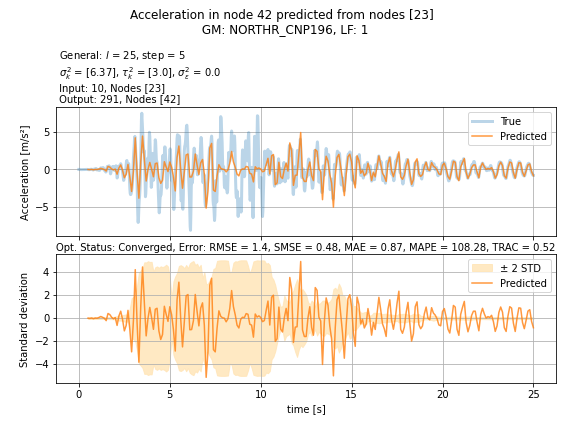 Acceleration in node 42 predicted from nodes [23]
GM: NORTHR_CNP196, LF: 1
General: l = 25, step = 5
σ²ₖ = [6.37], τ²ₖ = [3.0], σ²ε = 0.0
Input: 10, Nodes [23]
Output: 291, Nodes [42]
True
Predicted
5
0
−5
Acceleration [m/s²]
Opt. Status: Converged, Error: RMSE = 1.4, SMSE = 0.48, MAE = 0.87, MAPE = 108.28, TRAC = 0.52
± 2 STD
Predicted
4
2
0
−2
−4
Standard deviation
0 5 10 15 20 25
time [s]